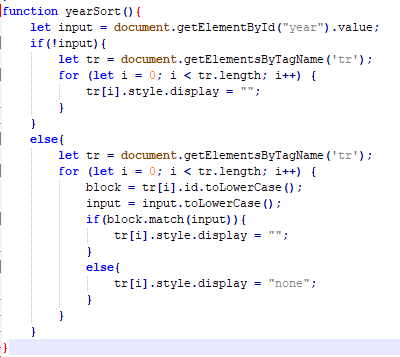 function yearSort(){
    let input = document.getElementById("year").value;
    if(!input){
        let tr = document.getElementsByTagName('tr');
        for (let i = 0; i < tr.length; i++) {
            tr[i].style.display = "";
        }
    }
    else{
        let tr = document.getElementsByTagName('tr');
        for (let i = 0; i < tr.length; i++) {
            block = tr[i].id.toLowerCase();
            input = input.toLowerCase();
            if(block.match(input)){
                tr[i].style.display = "";
            }
            else{
                tr[i].style.display = "none";
            }
        }
    }
}